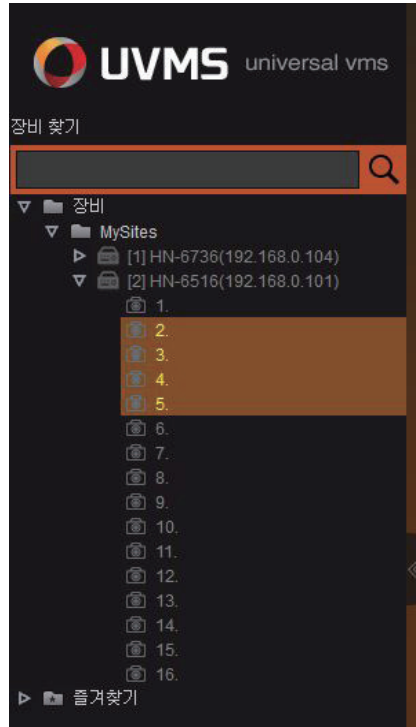 UVMS universal vms
장비 찾기
장비
MySites
[1] HN-6736(192.168.0.104)
[2] HN-6516(192.168.0.101)
1.
2.
3.
4.
5.
6.
7.
8.
9.
10.
11.
12.
13.
14.
15.
16.
즐겨찾기